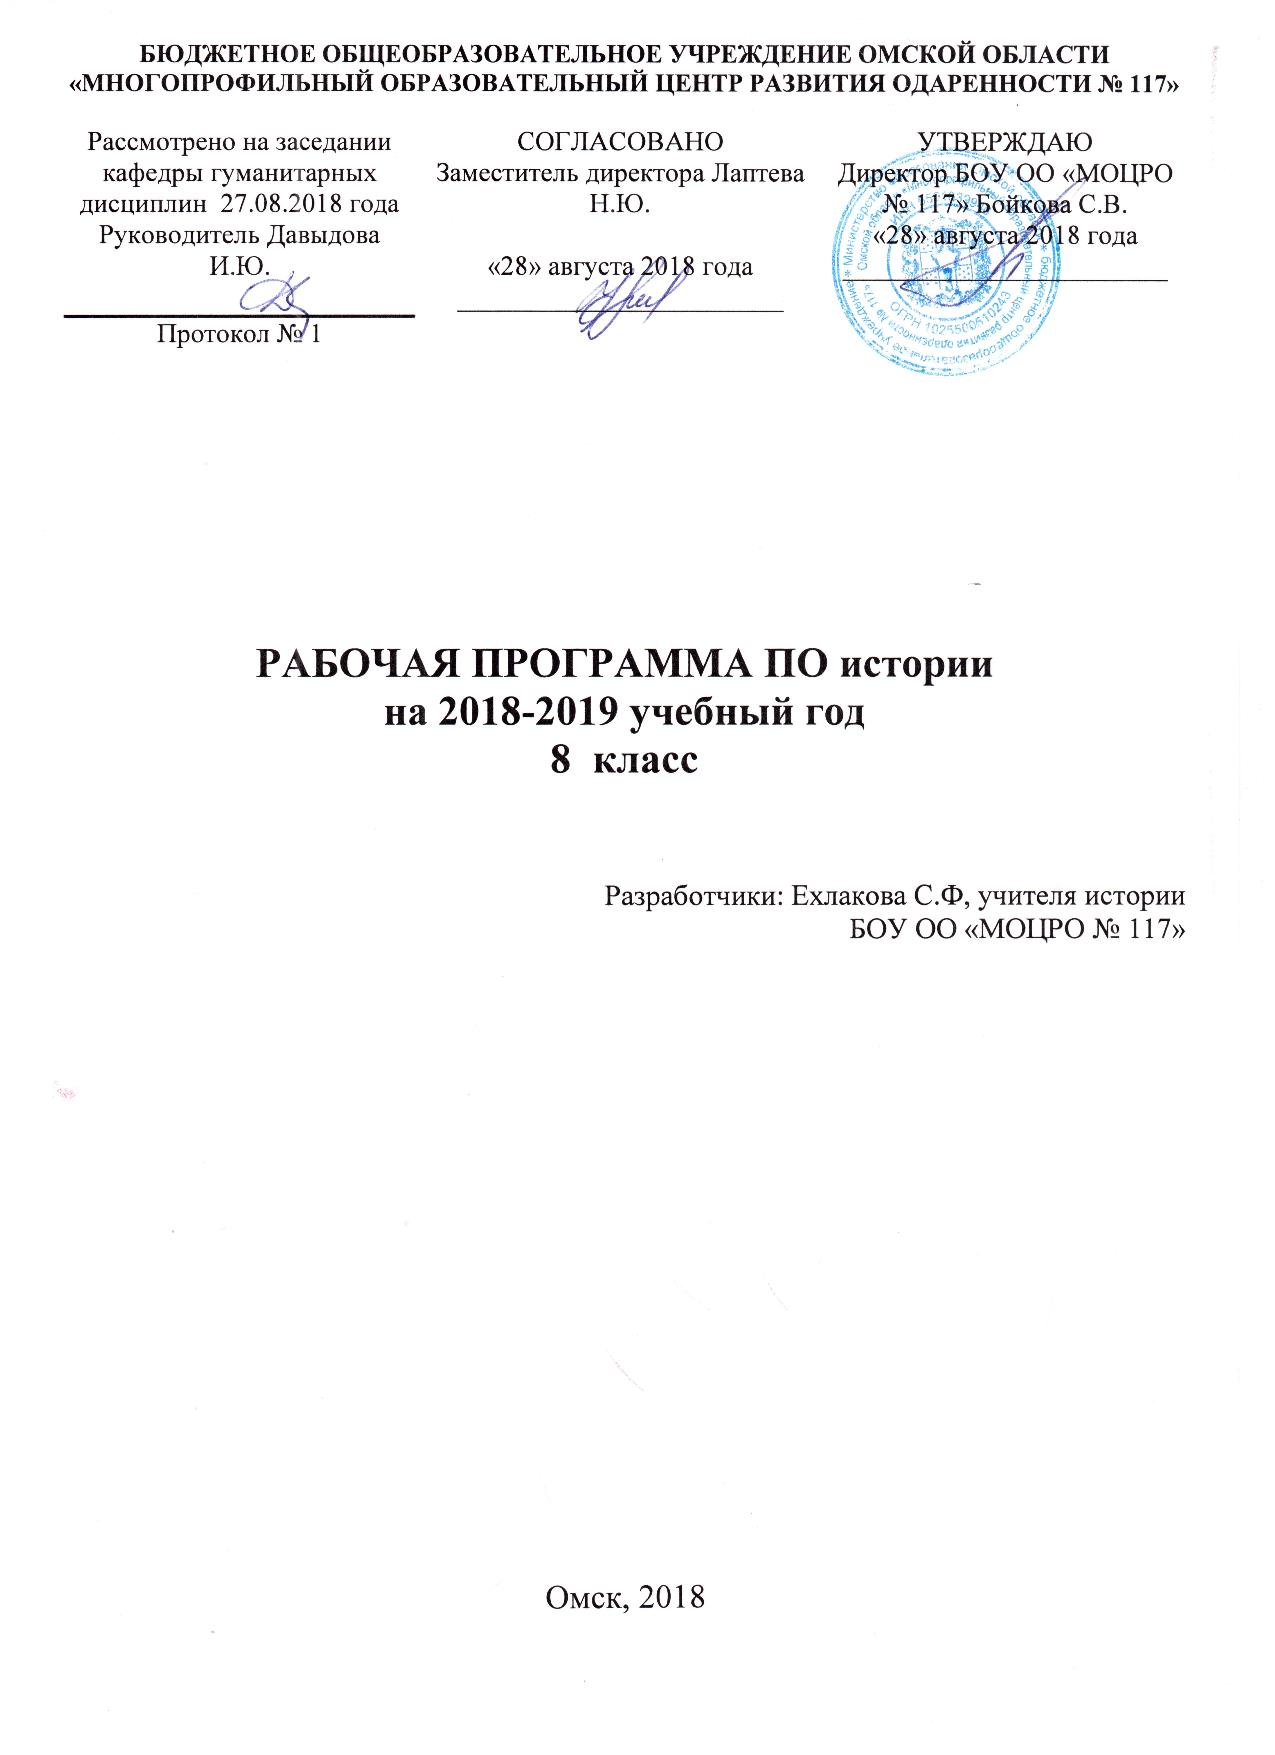 БЮДЖЕТНОЕ ОБЩЕОБРАЗОВАТЕЛЬНОЕ УЧРЕЖДЕНИЕ ОМСКОЙ ОБЛАСТИ
«МНОГОПРОФИЛЬНЫЙ ОБРАЗОВАТЕЛЬНЫЙ ЦЕНТР РАЗВИТИЯ ОДАРЕННОСТИ № 117»
Рассмотрено на заседании
кафедры гуманитарных
дисциплин 27.08.2018 года
Руководитель Давыдова
И.Ю.
Протокол № 1
СОГЛАСОВАНО
Заместитель директора Лаптева
Н.Ю.
«28» августа 2018 года
УТВЕРЖДАЮ
Директор БОУ ОО «МОЦРО
№ 117» Бойкова С.В.
«28» августа 2018 года
ОГРН 1025500610243
РАБОЧАЯ ПРОГРАММА ПО истории
на 2018-2019 учебный год
8 класс
Разработчики: Ехлакова С.Ф, учителя истории
БОУ ОО «МОЦРО № 117»
Омск, 2018